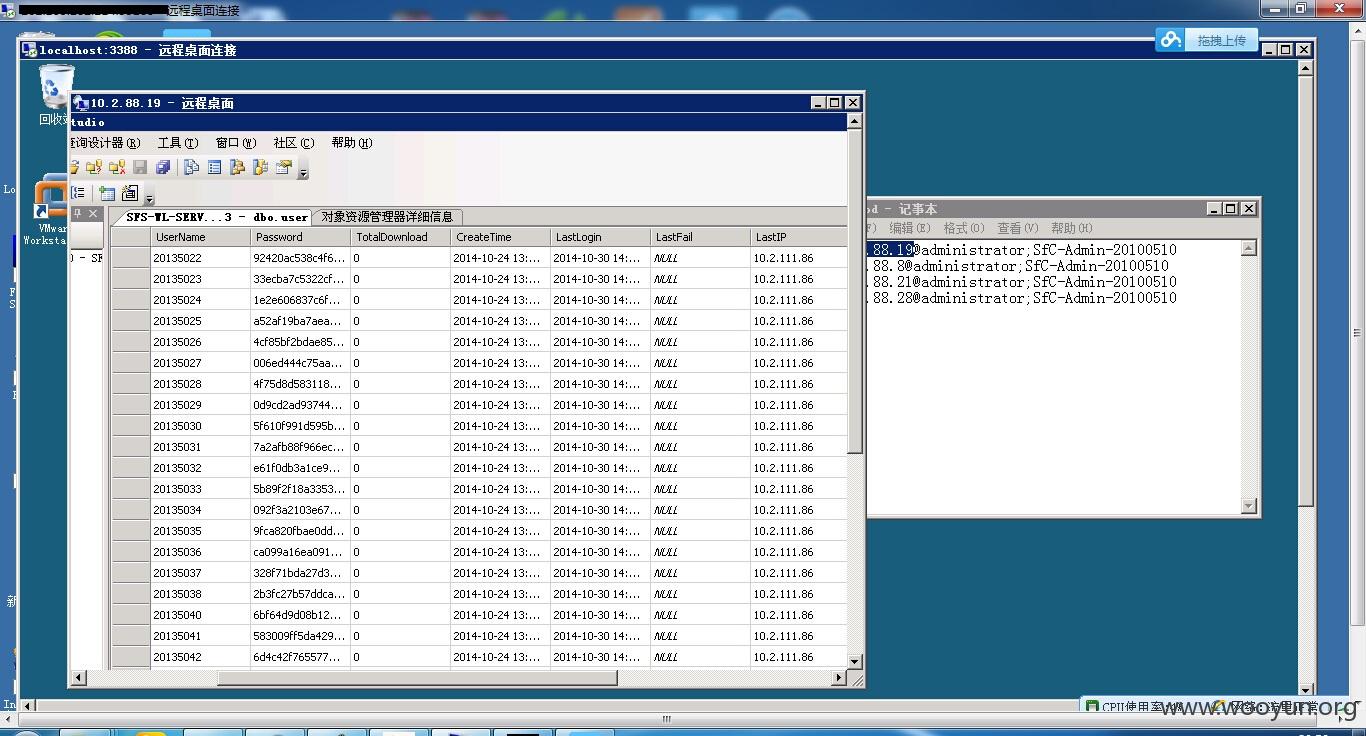 远程桌面连接
localhost:3388 - 远程桌面连接
拖拽上传
回收站
10.2.88.19 - 远程桌面
tudio
查询设计器(R) 工具(T) 窗口(W) 社区(C) 帮助(H)
SFS-WL-SERV...3 - dbo.user 对象资源管理器详细信息
UserName Password TotalDownload CreateTime LastLogin LastFail LastIP
20135022 92420ac538c4f6... 0 2014-10-24 13:... 2014-10-30 14:... NULL 10.2.111.86
20135023 33ecba7c5322cf... 0 2014-10-24 13:... 2014-10-30 14:... NULL 10.2.111.86
20135024 1e2e606837c6f... 0 2014-10-24 13:... 2014-10-30 14:... NULL 10.2.111.86
20135025 a52af19ba7aea... 0 2014-10-24 13:... 2014-10-30 14:... NULL 10.2.111.86
20135026 4cf85bf2bdae85... 0 2014-10-24 13:... 2014-10-30 14:... NULL 10.2.111.86
20135027 006ed444c75aa... 0 2014-10-24 13:... 2014-10-30 14:... NULL 10.2.111.86
20135028 4f75d8d583118... 0 2014-10-24 13:... 2014-10-30 14:... NULL 10.2.111.86
20135029 0d9cd2ad93744... 0 2014-10-24 13:... 2014-10-30 14:... NULL 10.2.111.86
20135030 5f610f991d595b... 0 2014-10-24 13:... 2014-10-30 14:... NULL 10.2.111.86
20135031 7a2afb88f966ec... 0 2014-10-24 13:... 2014-10-30 14:... NULL 10.2.111.86
20135032 e61f0db3a1ce9... 0 2014-10-24 13:... 2014-10-30 14:... NULL 10.2.111.86
20135033 5b89f2f18a3353... 0 2014-10-24 13:... 2014-10-30 14:... NULL 10.2.111.86
20135034 092f3a2103e67... 0 2014-10-24 13:... 2014-10-30 14:... NULL 10.2.111.86
20135035 9fca820fbae0dd... 0 2014-10-24 13:... 2014-10-30 14:... NULL 10.2.111.86
20135036 ca099a16ea091... 0 2014-10-24 13:... 2014-10-30 14:... NULL 10.2.111.86
20135037 328f71bda27d3... 0 2014-10-24 13:... 2014-10-30 14:... NULL 10.2.111.86
20135038 2b3fc27b57ddca... 0 2014-10-24 13:... 2014-10-30 14:... NULL 10.2.111.86
20135040 6bf64d9d08b12... 0 2014-10-24 13:... 2014-10-30 14:... NULL 10.2.111.86
20135041 583009ff5da429... 0 2014-10-24 13:... 2014-10-30 14:... NULL 10.2.111.86
20135042 6d4c42f765577... 0 2014-10-24 13:... 2014-10-30 14:... NULL 10.2.111.86
VMwar
Worksta
od - 记事本
编辑(E) 格式(O) 查看(V) 帮助(H)
.88.19@administrator;SfC-Admin-20100510
.88.8@administrator;SfC-Admin-20100510
.88.21@administrator;SfC-Admin-20100510
.88.28@administrator;SfC-Admin-20100510
CPU使用率
www.wooyun.org